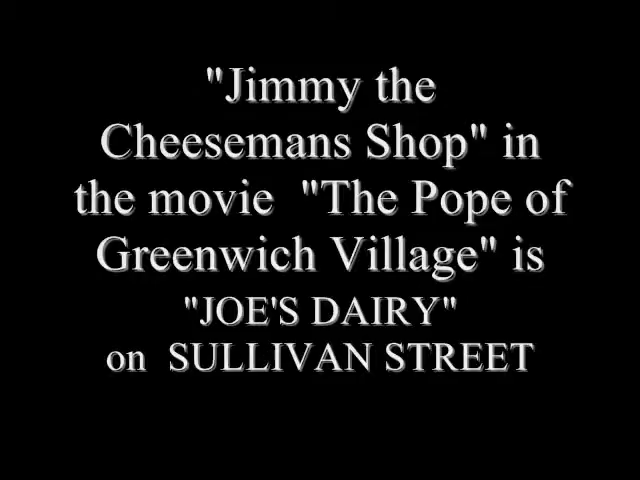 "Jimmy the
Cheesemans Shop" in
the movie  "The Pope of
Greenwich Village" is
"JOE'S DAIRY"
on  SULLIVAN STREET